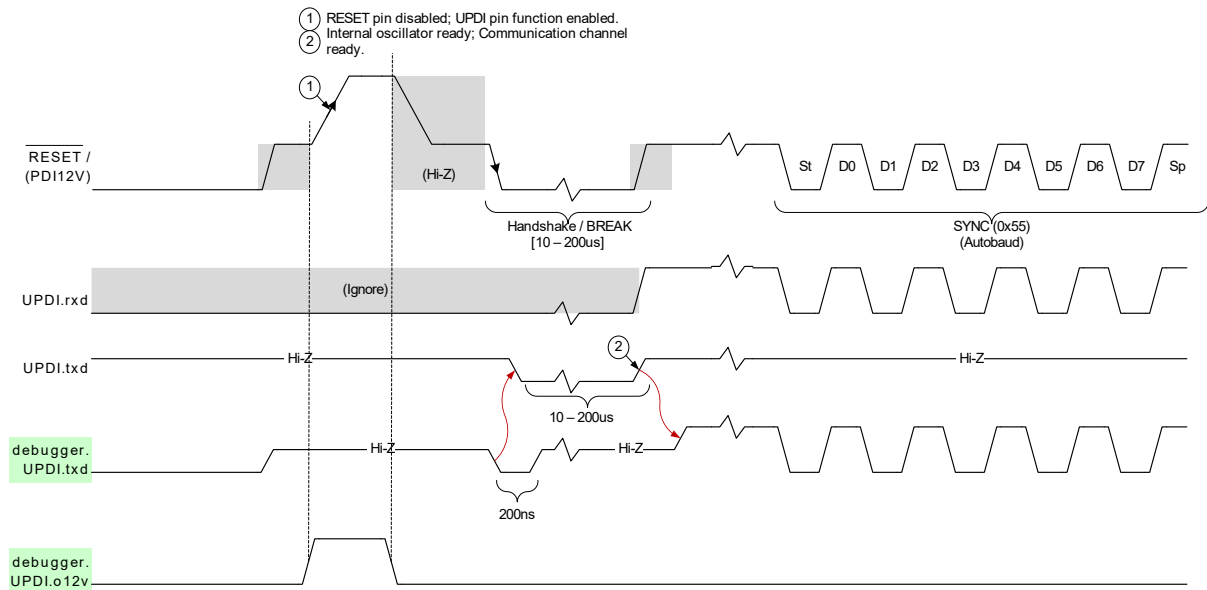 1 RESET pin disabled; UPDI pin function enabled.
2 Internal oscillator ready; Communication channel
ready.
1
RESET /
(PDI12V)
(Hi-Z)
St D0 D1 D2 D3 D4 D5 D6 D7 Sp
Handshake / BREAK
[10 – 200us]
SYNC (0x55)
(Autobaud)
UPDI.rxd
(Ignore)
2
UPDI.txd
Hi-Z
Hi-Z
10 – 200us
debugger.
UPDI.txd
Hi-Z
Hi-Z
200ns
debugger.
UPDI.o12v